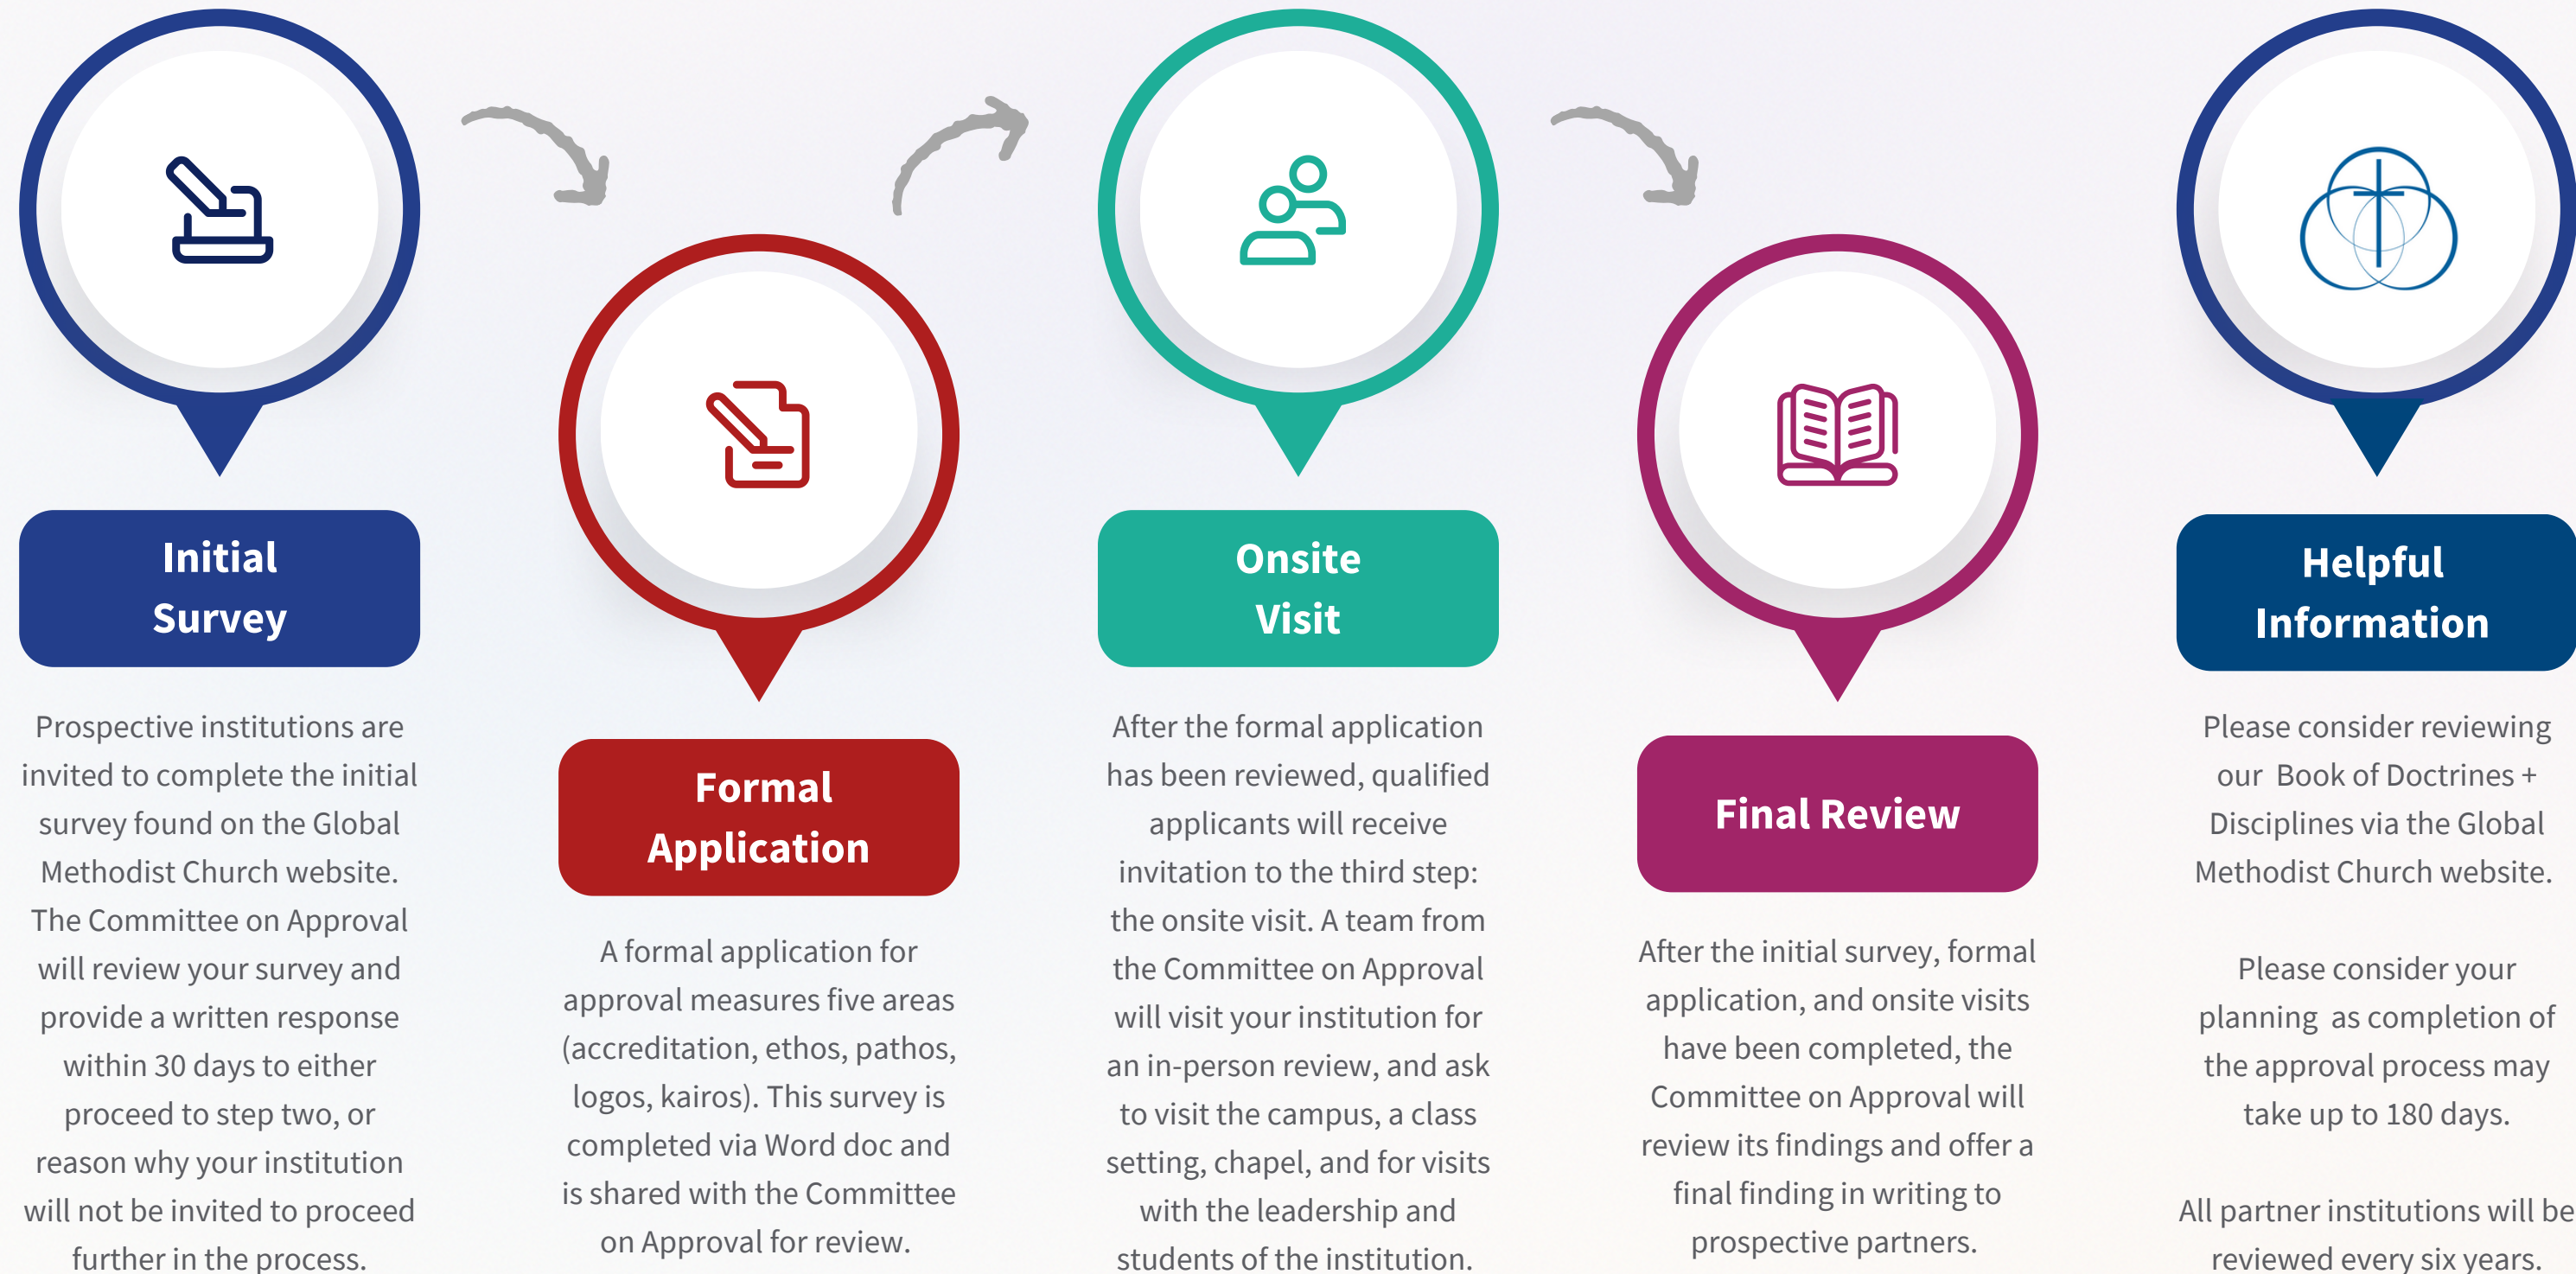 Initial
Survey
Prospective institutions are
invited to complete the initial
survey found on the Global
Methodist Church website.
The Committee on Approval
will review your survey and
provide a written response
within 30 days to either
proceed to step two, or
reason why your institution
will not be invited to proceed
further in the process.
Formal
Application
A formal application for
approval measures five areas
(accreditation, ethos, pathos,
logos, kairos). This survey is
completed via Word doc and
is shared with the Committee
on Approval for review.
Onsite
Visit
After the formal application
has been reviewed, qualified
applicants will receive
invitation to the third step:
the onsite visit. A team from
the Committee on Approval
will visit your institution for
an in-person review, and ask
to visit the campus, a class
setting, chapel, and for visits
with the leadership and
students of the institution.
Final Review
After the initial survey, formal
application, and onsite visits
have been completed, the
Committee on Approval will
review its findings and offer a
final finding in writing to
prospective partners.
Helpful
Information
Please consider reviewing
our Book of Doctrines +
Disciplines via the Global
Methodist Church website.
Please consider your
planning as completion of
the approval process may
take up to 180 days.
All partner institutions will be
reviewed every six years.